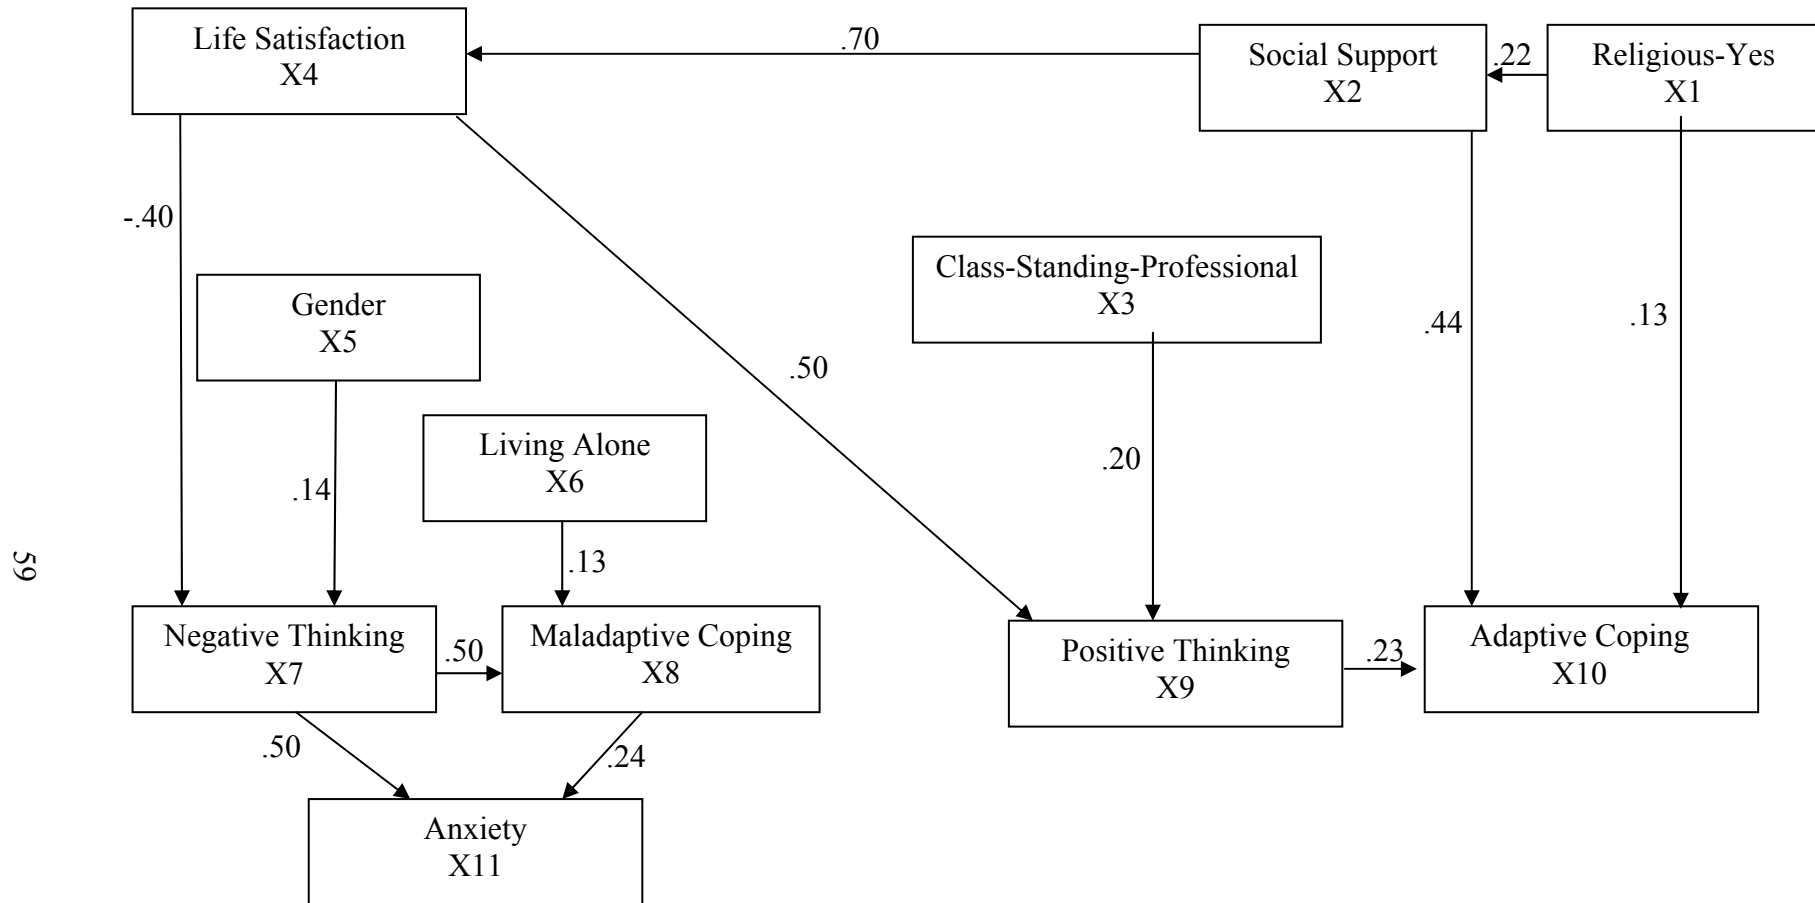 Life Satisfaction
X4
.70
Social Support
X2
.22
Religious-Yes
X1
-.40
Class-Standing-Professional
X3
Gender
X5
.50
.44
.13
.14
Living Alone
X6
.20
.13
59
Negative Thinking
X7
.50
Maladaptive Coping
X8
Positive Thinking
X9
.23
Adaptive Coping
X10
.50
.24
Anxiety
X11